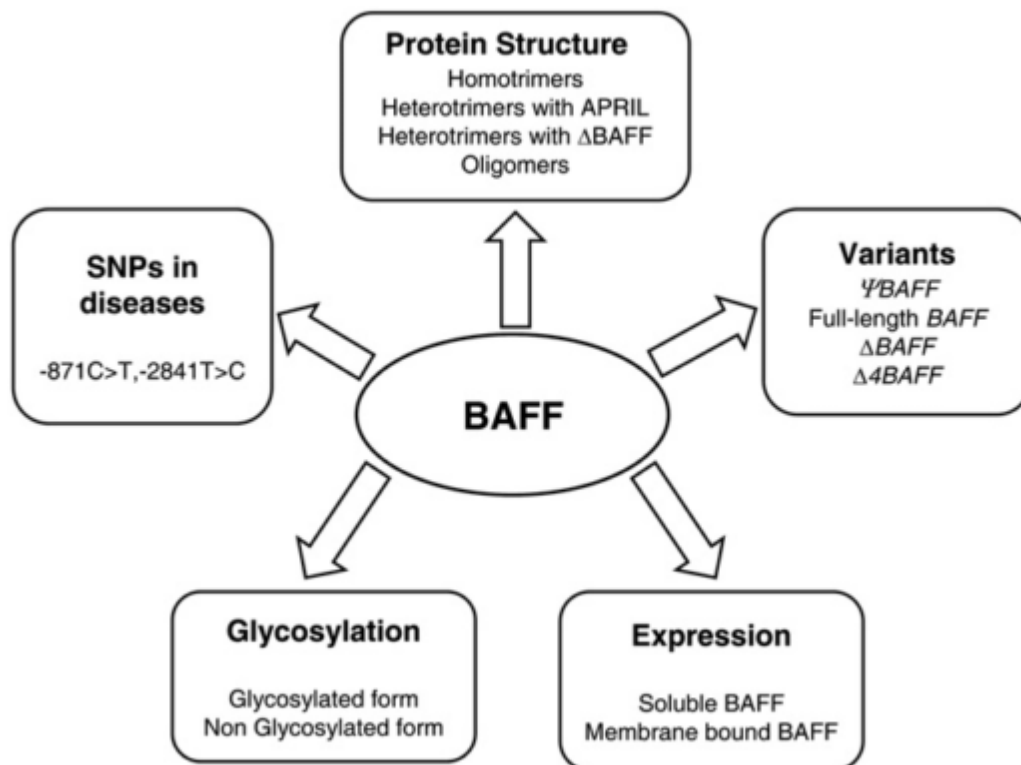 Protein Structure
Homotrimers
Heterotrimers with APRIL
Heterotrimers with ΔBAFF
Oligomers
SNPs in
diseases
-871C>T,-2841T>C
Variants
ΨBAFF
Full-length BAFF
ΔBAFF
Δ4BAFF
BAFF
Glycosylation
Glycosylated form
Non Glycosylated form
Expression
Soluble BAFF
Membrane bound BAFF